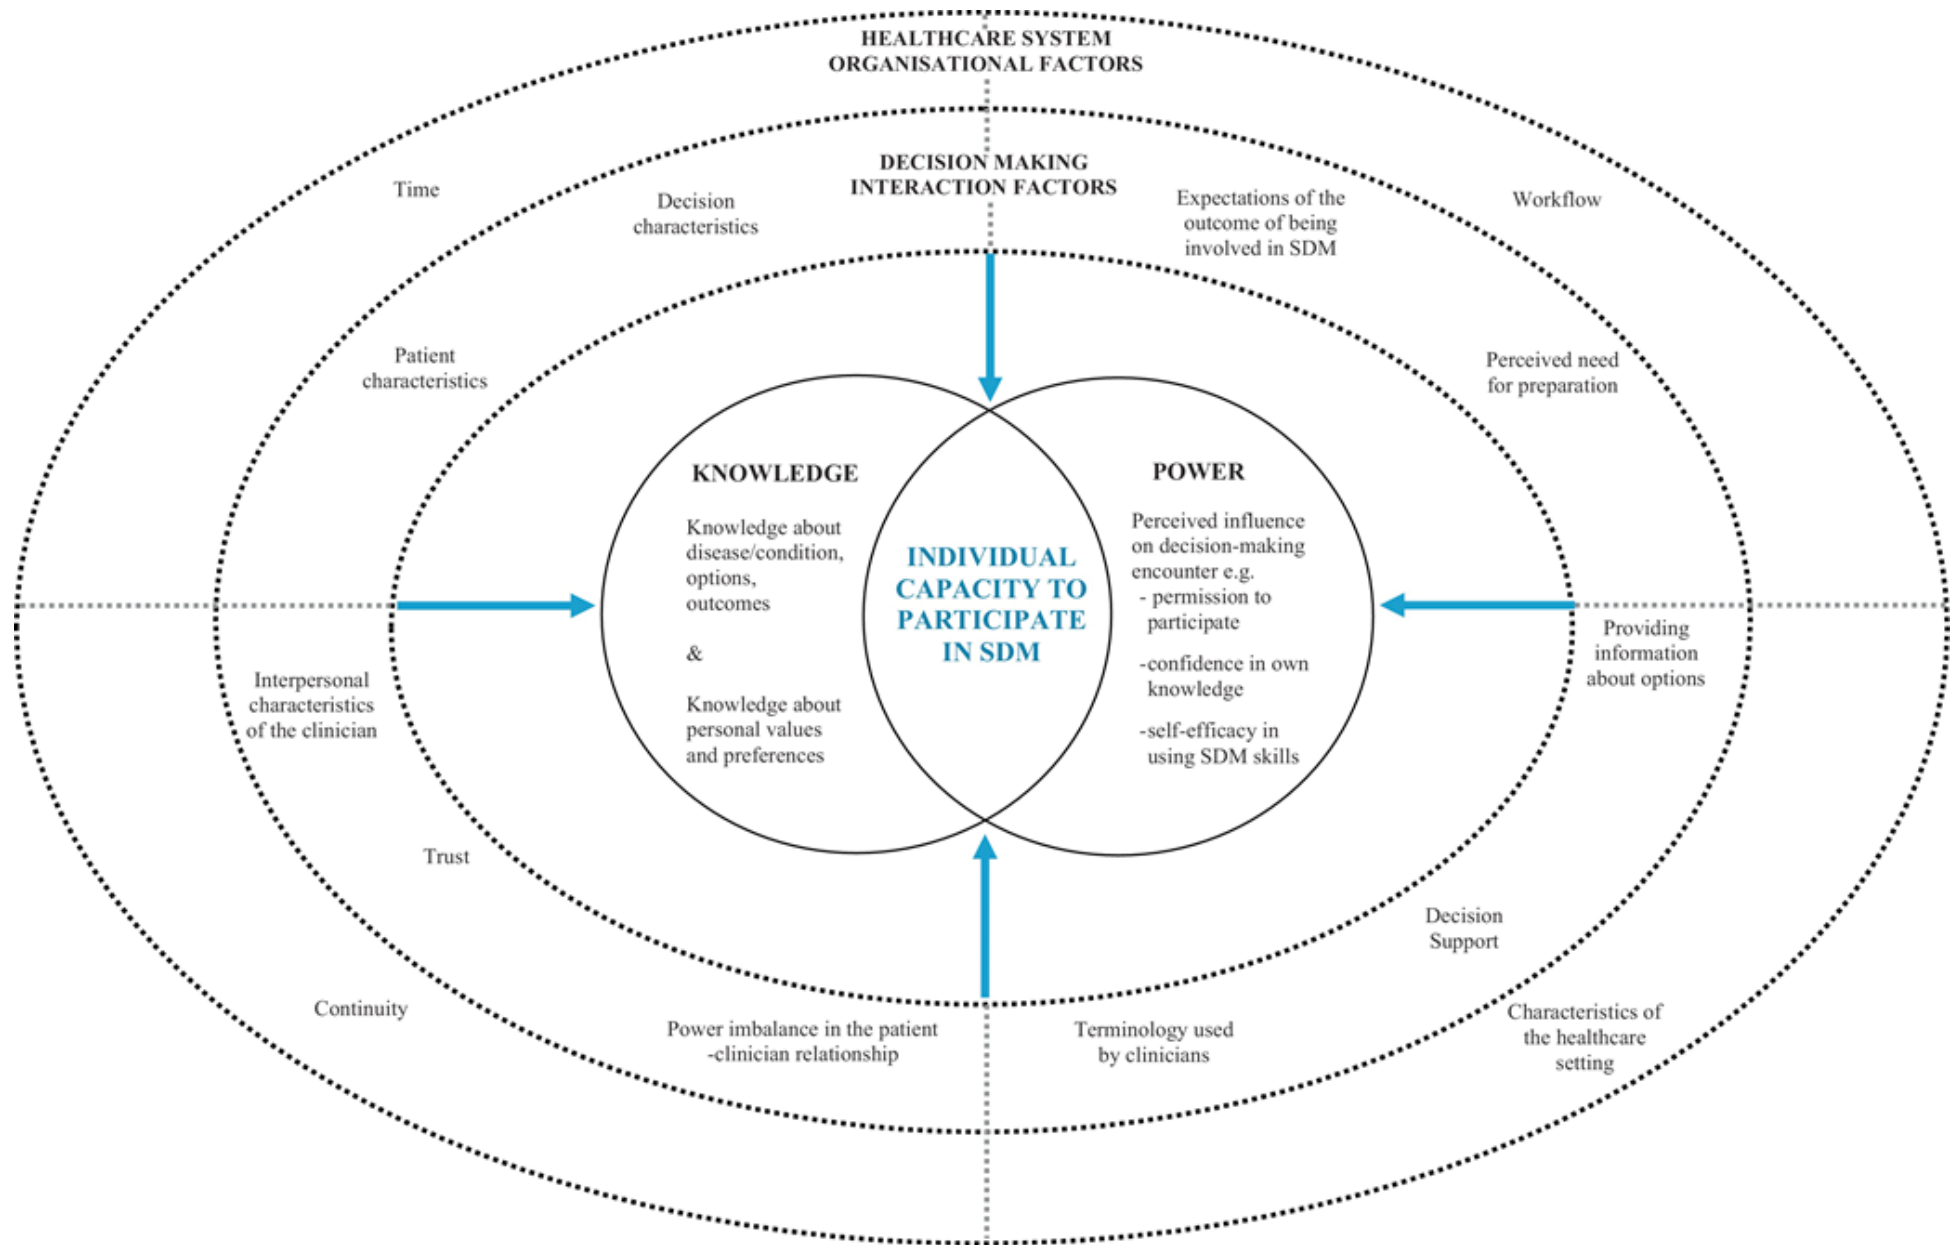 HEALTHCARE SYSTEM
ORGANISATIONAL FACTORS
DECISION MAKING
INTERACTION FACTORS
Time
Decision
characteristics
Expectations of the
outcome of being
involved in SDM
Workflow
Patient
characteristics
Perceived need
for preparation
KNOWLEDGE
Knowledge about
disease/condition,
options,
outcomes
&
Knowledge about
personal values
and preferences
INDIVIDUAL
CAPACITY TO
PARTICIPATE
IN SDM
POWER
Perceived influence
on decision-making
encounter e.g.
- permission to
participate
-confidence in own
knowledge
-self-efficacy in
using SDM skills
Interpersonal
characteristics
of the clinician
Providing
information
about options
Trust
Decision
Support
Continuity
Power imbalance in the patient
-clinician relationship
Terminology used
by clinicians
Characteristics of
the healthcare
setting